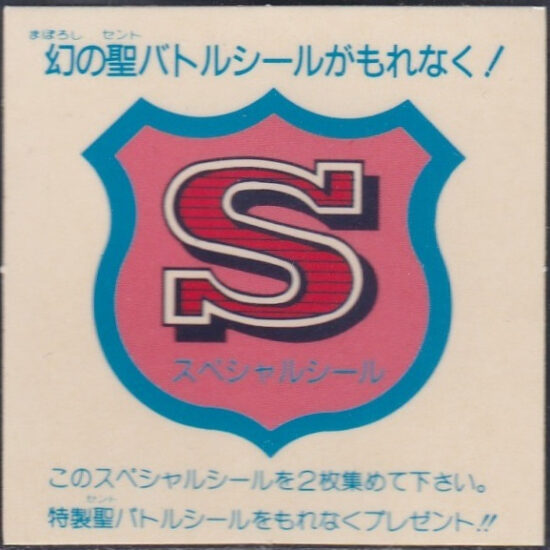 まぼろし セント
幻の聖バトルシールがもれなく!
S
スペシャルシール
このスペシャルシールを2枚集めて下さい。
セント
特製聖バトルシールをもれなくプレゼント!!